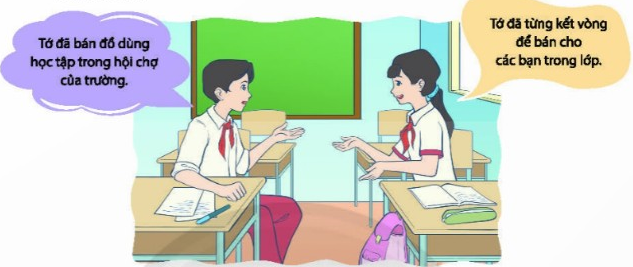 Tớ đã bán đồ dùng
học tập trong hội chợ
của trường.
Tớ đã từng kết vòng
để bán cho
các bạn trong lớp.